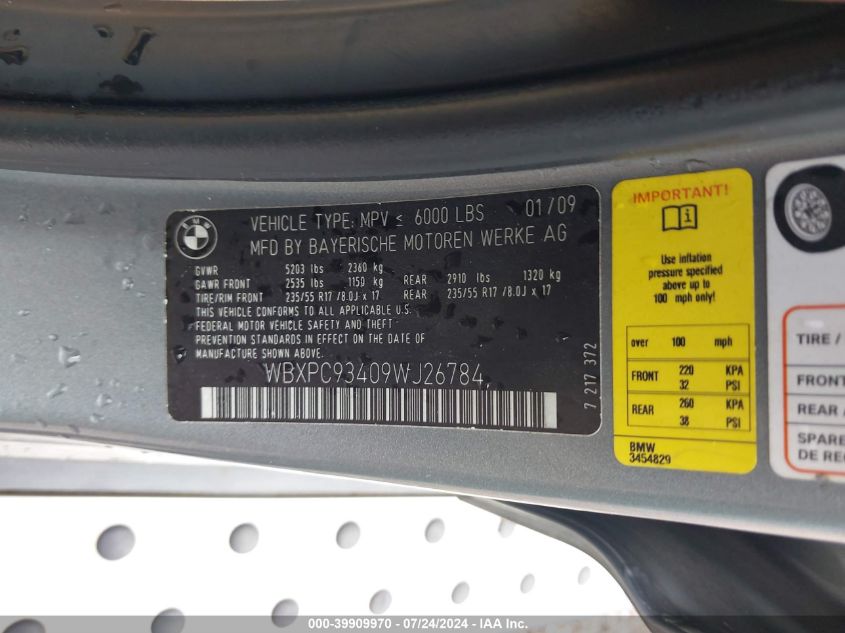 BMW
VEHICLE TYPE: MPV ≤ 6000 LBS 01/09
MFD BY BAYERISCHE MOTOREN WERKE AG
GVWR 5203 lbs 2360 kg
GAWR FRONT 2535 lbs 1150 kg REAR 2910 lbs 1320 kg
TIRE/RIM FRONT 235/55 R17 /8.0J x 17 REAR 235/55 R17 /8.0J x 17
THIS VEHICLE CONFORMS TO ALL APPLICABLE U.S.
FEDERAL MOTOR VEHICLE SAFETY AND THEFT
PREVENTION STANDARDS IN EFFECT ON THE DATE OF
MANUFACTURE SHOWN ABOVE.
WBXPC93409WJ26784
7 217 372
IMPORTANT!
Use inflation
pressure specified
above up to
100 mph only!
over 100 mph
FRONT 220 KPA
32 PSI
REAR 260 KPA
38 PSI
BMW
3454829
TIRE /
FRONT
REAR /
SPARE
DE RE
000-39909970 - 07/24/2024 - IAA Inc.